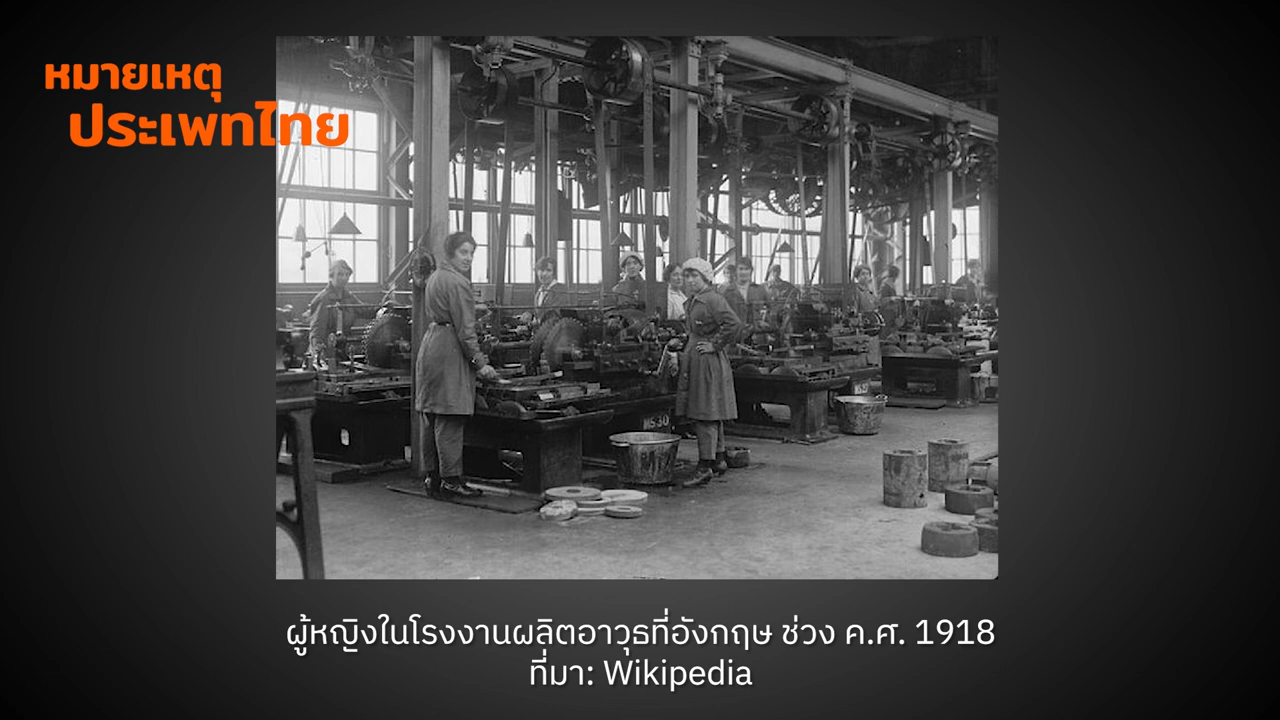 หมายเหตุ
ประเพทไทย
MS 30
ผู้หญิงในโรงงานผลิตอาวุธที่อังกฤษ ช่วง ค.ศ. 1918
ที่มา: Wikipedia